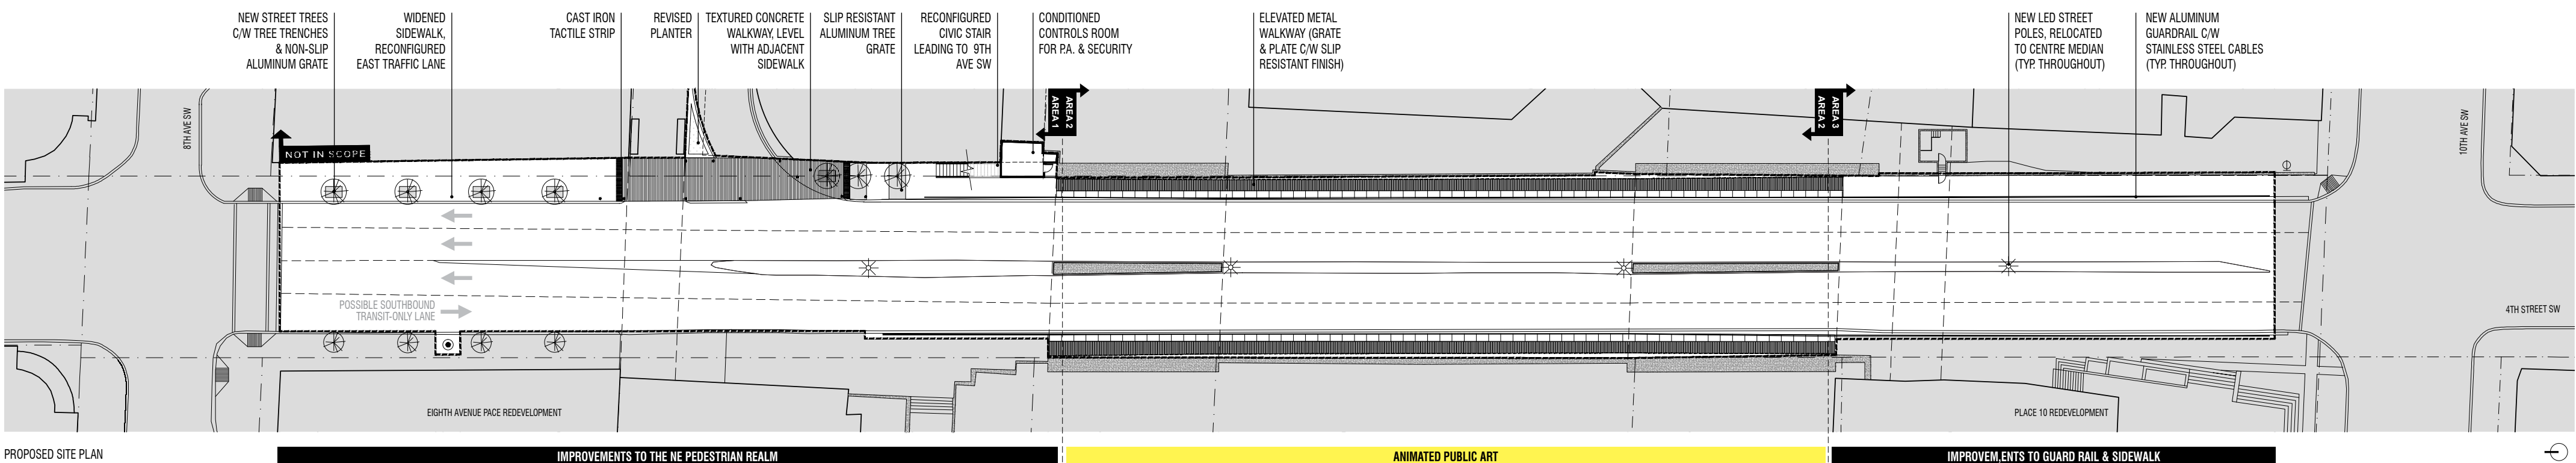 NEW STREET TREES
C/W TREE TRENCHES
& NON-SLIP
ALUMINUM GRATE
WIDENED
SIDEWALK,
RECONFIGURED
EAST TRAFFIC LANE
CAST IRON
TACTILE STRIP
REVISED
PLANTER
TEXTURED CONCRETE
WALKWAY, LEVEL
WITH ADJACENT
SIDEWALK
SLIP RESISTANT
ALUMINUM TREE
GRATE
RECONFIGURED
CIVIC STAIR
LEADING TO 9TH
AVE SW
CONDITIONED
CONTROLS ROOM
FOR P.A. & SECURITY
ELEVATED METAL
WALKWAY (GRATE
& PLATE C/W SLIP
RESISTANT FINISH)
NEW LED STREET
POLES, RELOCATED
TO CENTRE MEDIAN
(TYP. THROUGHOUT)
NEW ALUMINUM
GUARDRAIL C/W
STAINLESS STEEL CABLES
(TYP. THROUGHOUT)
8TH AVE SW
NOT IN SCOPE
AREA 1
AREA 2
AREA 2
AREA 3
10TH AVE SW
POSSIBLE SOUTHBOUND
TRANSIT-ONLY LANE
4TH STREET SW
EIGHTH AVENUE PACE REDEVELOPMENT
PLACE 10 REDEVELOPMENT
PROPOSED SITE PLAN
IMPROVEMENTS TO THE NE PEDESTRIAN REALM
ANIMATED PUBLIC ART
IMPROVEM,ENTS TO GUARD RAIL & SIDEWALK